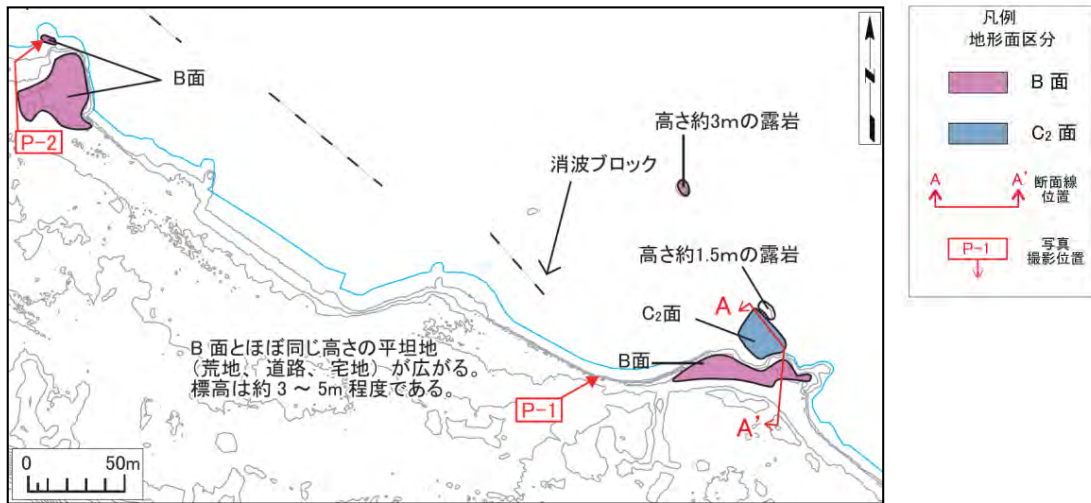 B面
P-2
高さ約3mの露岩
消波ブロック
高さ約1.5mの露岩
A
C2面
B面
B面とほぼ同じ高さの平坦地
(荒地、道路、宅地)が広がる。
標高は約3～5m程度である。
P-1
A'
0 50m
N
凡例
地形面区分
B面
C2面
A A' 断面線
位置
P-1 写真
撮影位置